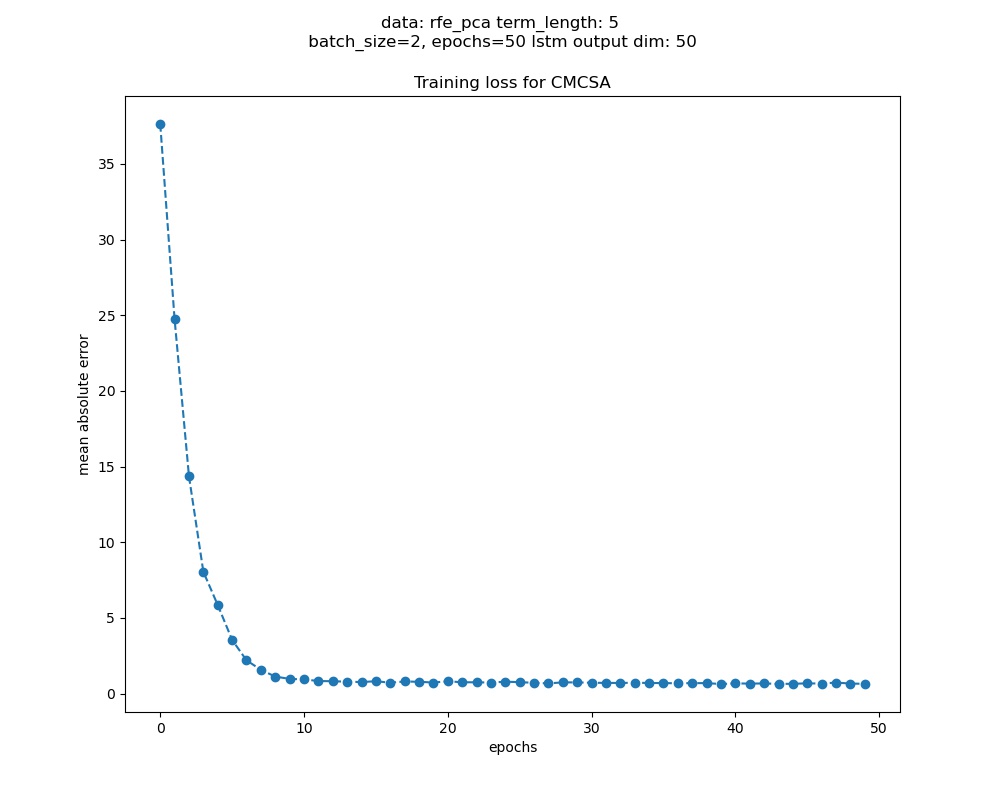 data: rfe_pca term_length: 5
batch_size=2, epochs=50 lstm output dim: 50
Training loss for CMCSA
35
30
25
20
15
10
5
0
mean absolute error
0 10 20 30 40 50
epochs